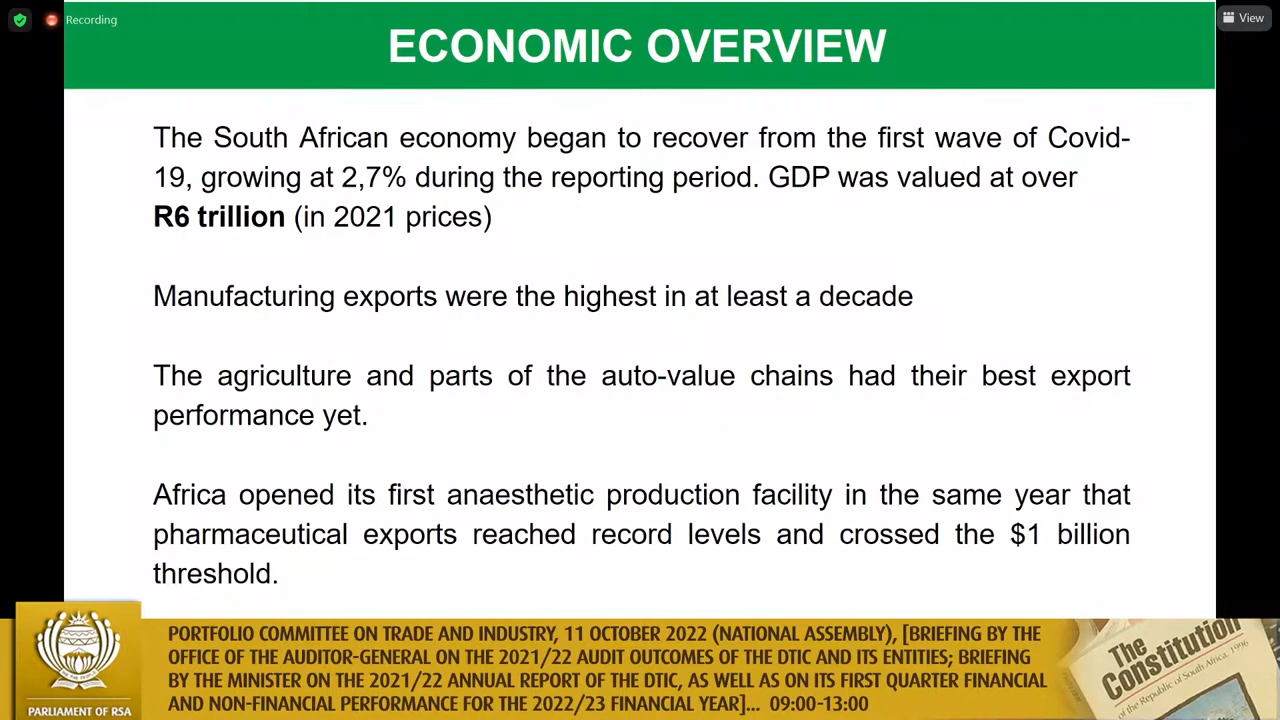 Recording
View
ECONOMIC OVERVIEW
The South African economy began to recover from the first wave of Covid-
19, growing at 2,7% during the reporting period. GDP was valued at over
R6 trillion (in 2021 prices)
Manufacturing exports were the highest in at least a decade
The agriculture and parts of the auto-value chains had their best export
performance yet.
Africa opened its first anaesthetic production facility in the same year that
pharmaceutical exports reached record levels and crossed the $1 billion
threshold.
PARLIAMENT OF RSA
PORTFOLIO COMMITTEE ON TRADE AND INDUSTRY, 11 OCTOBER 2022 (NATIONAL ASSEMBLY), [BRIEFING BY THE
OFFICE OF THE AUDITOR-GENERAL ON THE 2021/22 AUDIT OUTCOMES OF THE DTIC AND ITS ENTITIES; BRIEFING
BY THE MINISTER ON THE 2021/22 ANNUAL REPORT OF THE DTIC, AS WELL AS ON ITS FIRST QUARTER FINANCIAL
AND NON-FINANCIAL PERFORMANCE FOR THE 2022/23 FINANCIAL YEAR]... 09:00-13:00
The
Constitution
of the Republic of South Africa, 1996